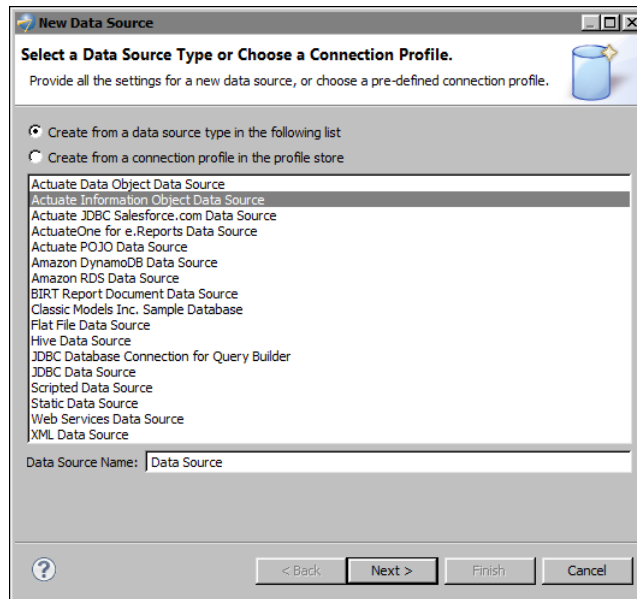 New Data Source
Select a Data Source Type or Choose a Connection Profile.
Provide all the settings for a new data source, or choose a pre-defined connection profile.
Create from a data source type in the following list
Create from a connection profile in the profile store
Actuate Data Object Data Source
Actuate Information Object Data Source
Actuate JDBC Salesforce.com Data Source
ActuateOne for e.Reports Data Source
Actuate POJO Data Source
Amazon DynamoDB Data Source
Amazon RDS Data Source
BIRT Report Document Data Source
Classic Models Inc. Sample Database
Flat File Data Source
Hive Data Source
JDBC Database Connection for Query Builder
JDBC Data Source
Scripted Data Source
Static Data Source
Web Services Data Source
XML Data Source
Data Source Name: Data Source
? < Back Next > Finish Cancel